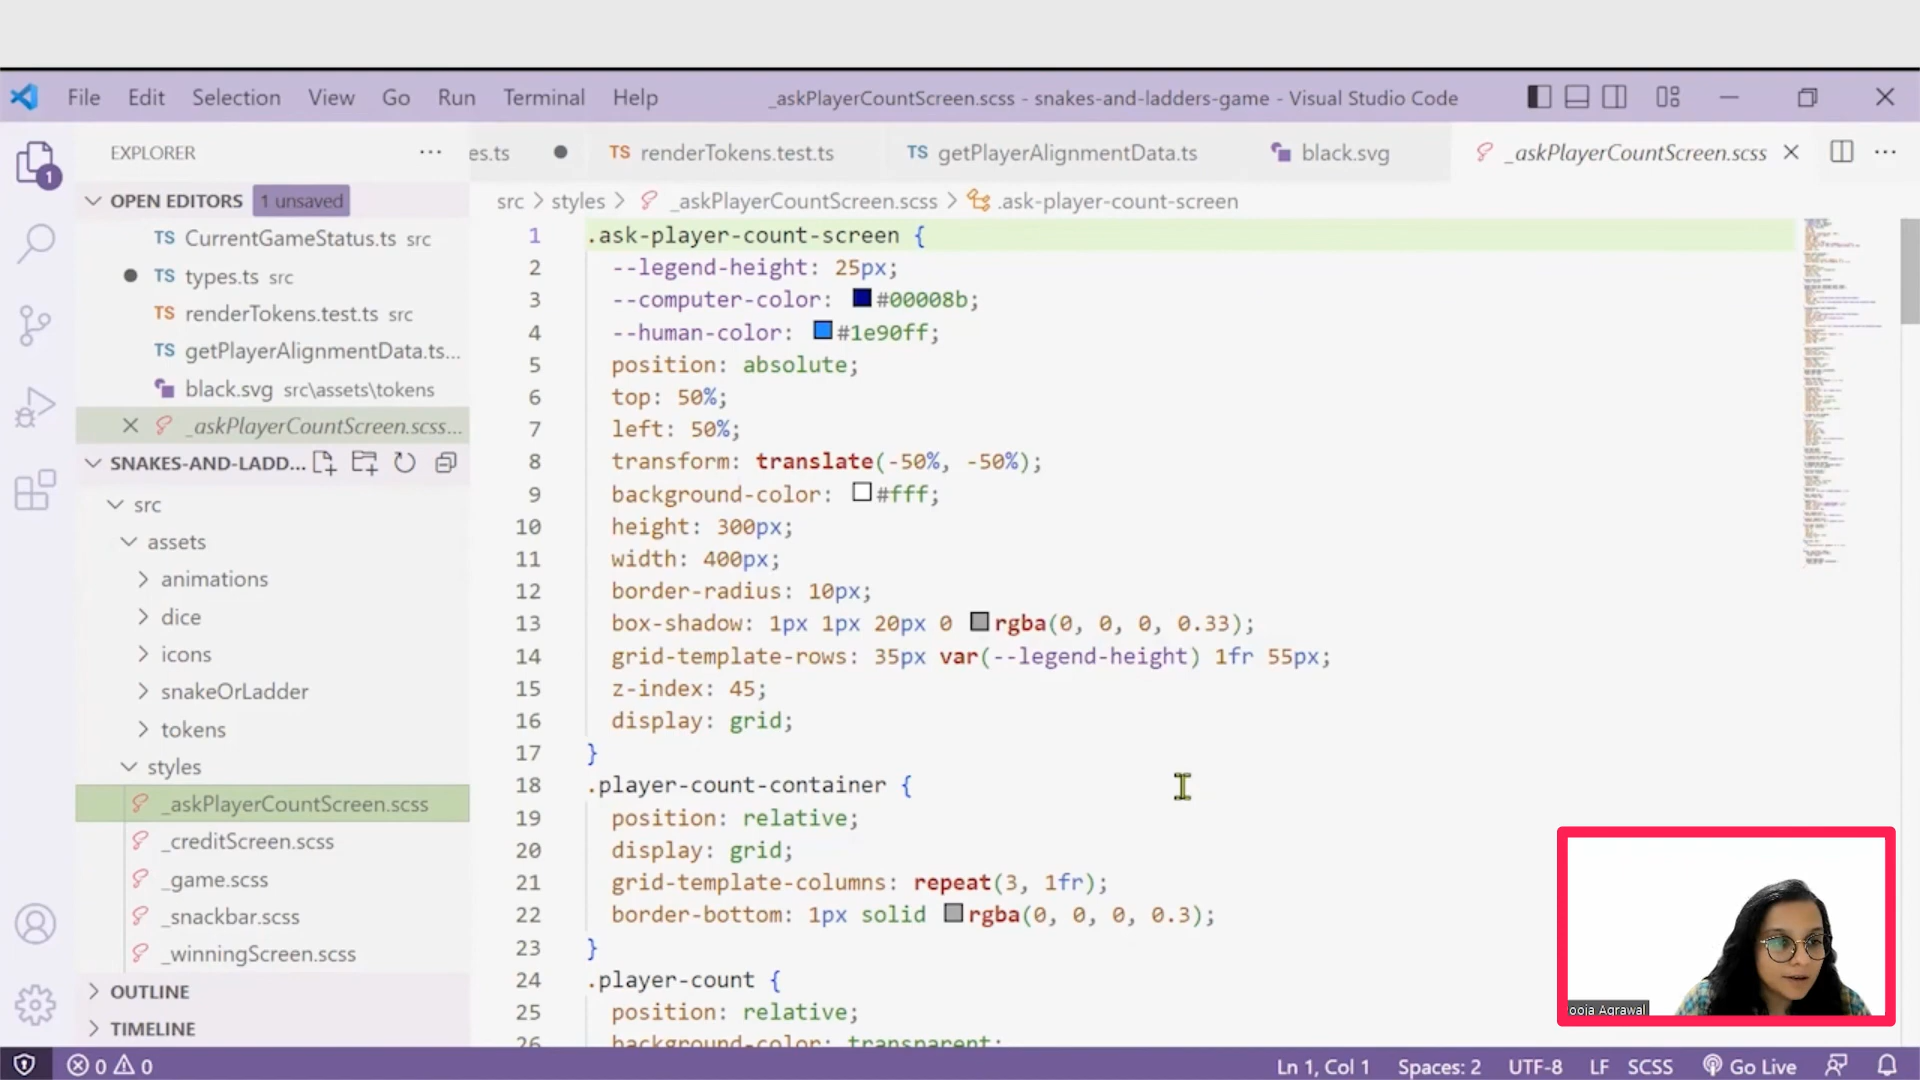 File Edit Selection View Go Run Terminal Help _askPlayerCountScreen.scss - snakes-and-ladders-game - Visual Studio Code
EXPLORER
es.ts
TS renderTokens.test.ts
TS getPlayerAlignmentData.ts
black.svg
_askPlayerCountScreen.scss
1
OPEN EDITORS 1 unsaved
TS CurrentGameStatus.ts src
TS types.ts src
TS renderTokens.test.ts src
TS getPlayerAlignmentData.ts...
black.svg src\assets\tokens
_askPlayerCountScreen.scss...
SNAKES-AND-LADD...
src
assets
animations
dice
icons
snakeOrLadder
tokens
styles
_askPlayerCountScreen.scss
_creditScreen.scss
_game.scss
_snackbar.scss
_winningScreen.scss
OUTLINE
TIMELINE
src > styles > _askPlayerCountScreen.scss > .ask-player-count-screen
1 .ask-player-count-screen {
2 --legend-height: 25px;
3 --computer-color: #00008b;
4 --human-color: #1e90ff;
5 position: absolute;
6 top: 50%;
7 left: 50%;
8 transform: translate(-50%, -50%);
9 background-color: #fff;
10 height: 300px;
11 width: 400px;
12 border-radius: 10px;
13 box-shadow: 1px 1px 20px 0 rgba(0, 0, 0, 0.33);
14 grid-template-rows: 35px var(--legend-height) 1fr 55px;
15 z-index: 45;
16 display: grid;
17 }
18 .player-count-container {
19 position: relative;
20 display: grid;
21 grid-template-columns: repeat(3, 1fr);
22 border-bottom: 1px solid rgba(0, 0, 0, 0.3);
23 }
24 .player-count {
25 position: relative;
26 background-color: transparent;
ooja Agrawal
0 0
Ln 1, Col 1 Spaces: 2 UTF-8 LF SCSS Go Live